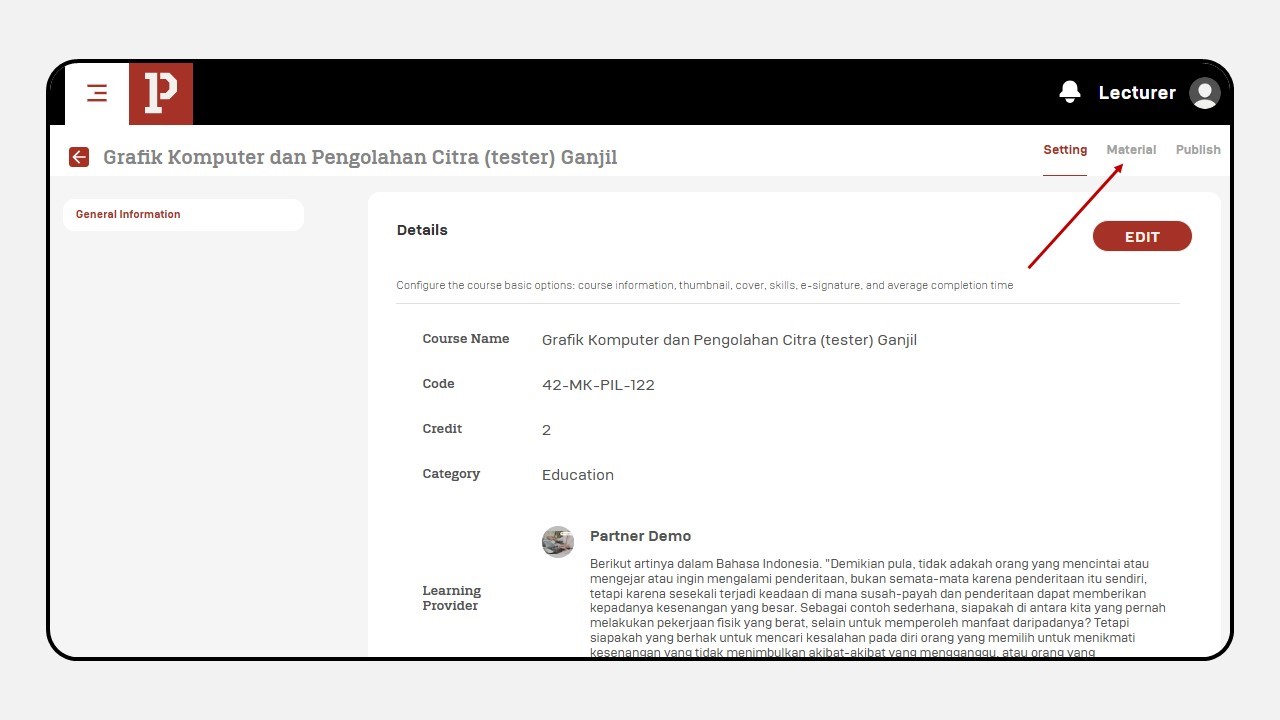 P
Lecturer
Grafik Komputer dan Pengolahan Citra (tester) Ganjil
Setting
Material
Publish
General Information
Details
EDIT
Configure the course basic options: course information, thumbnail, cover, skills, e-signature, and average completion time
Course Name
Grafik Komputer dan Pengolahan Citra (tester) Ganjil
Code
42-MK-PIL-122
Credit
2
Category
Education
Learning
Provider
Partner Demo
Berikut artinya dalam Bahasa Indonesia. "Demikian pula, tidak adakah orang yang mencintai atau
mengejar atau ingin mengalami penderitaan, bukan semata-mata karena penderitaan itu sendiri,
tetapi karena sesekali terjadi keadaan di mana susah-payah dan penderitaan dapat memberikan
kepadanya kesenangan yang besar. Sebagai contoh sederhana, siapakah di antara kita yang pernah
melakukan pekerjaan fisik yang berat, selain untuk memperoleh manfaat daripadanya? Tetapi
siapakah yang berhak untuk mencari kesalahan pada diri orang yang memilih untuk menikmati
kesenangan yang tidak menimbulkan akibat-akibat yang mengganggu, atau orang yang